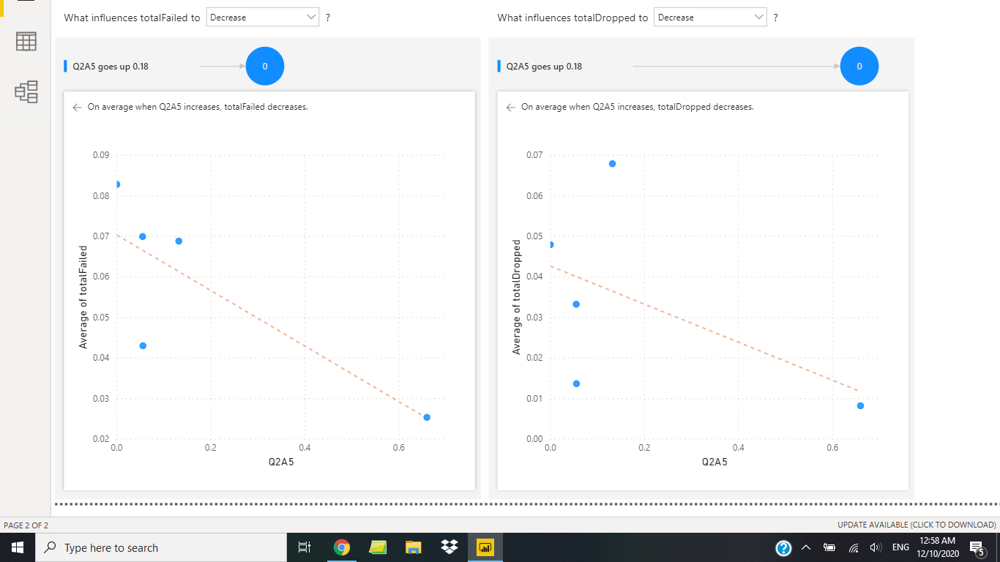 What influences totalFailed to Decrease ?
Q2A5 goes up 0.18 0
← On average when Q2A5 increases, totalFailed decreases.
0.09
0.08
0.07
0.06
0.05
0.04
0.03
0.02
Average of totalFailed
0.0 0.2 0.4 0.6
Q2A5
What influences totalDropped to Decrease ?
Q2A5 goes up 0.18 0
← On average when Q2A5 increases, totalDropped decreases.
0.07
0.06
0.05
0.04
0.03
0.02
0.01
0.00
Average of totalDropped
0.0 0.2 0.4 0.6
Q2A5
PAGE 2 OF 2 UPDATE AVAILABLE (CLICK TO DOWNLOAD)
Type here to search ENG 12:58 AM
12/10/2020 5